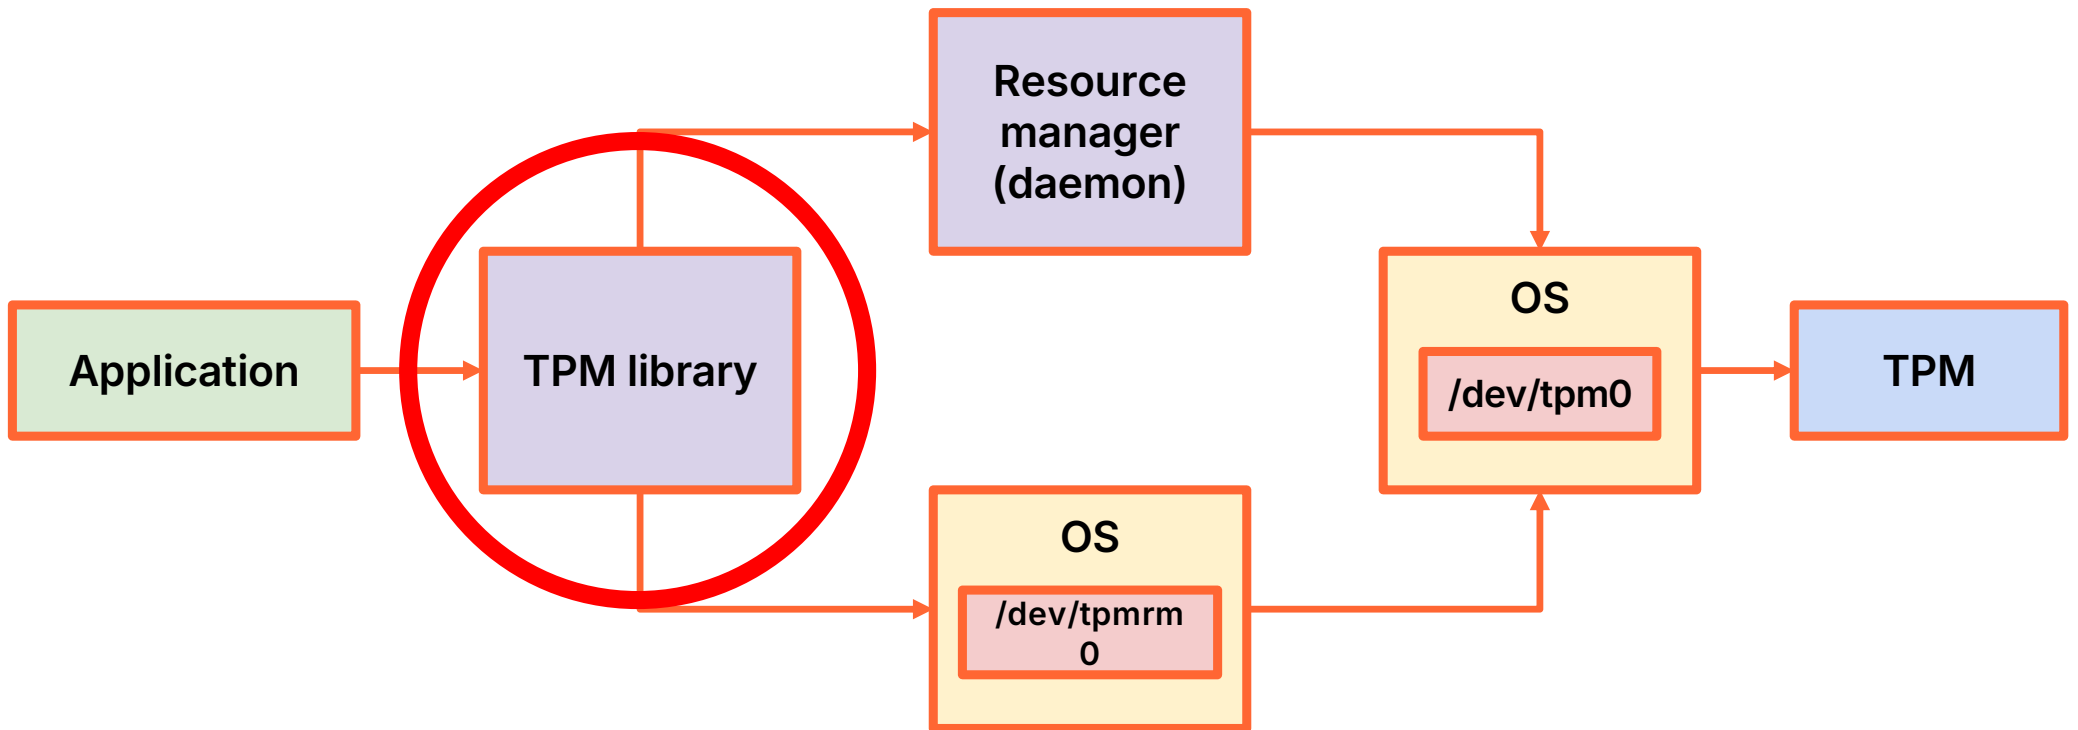 Resource
manager
(daemon)
Application
TPM library
OS
/dev/tpm0
TPM
OS
/dev/tpmrm
0